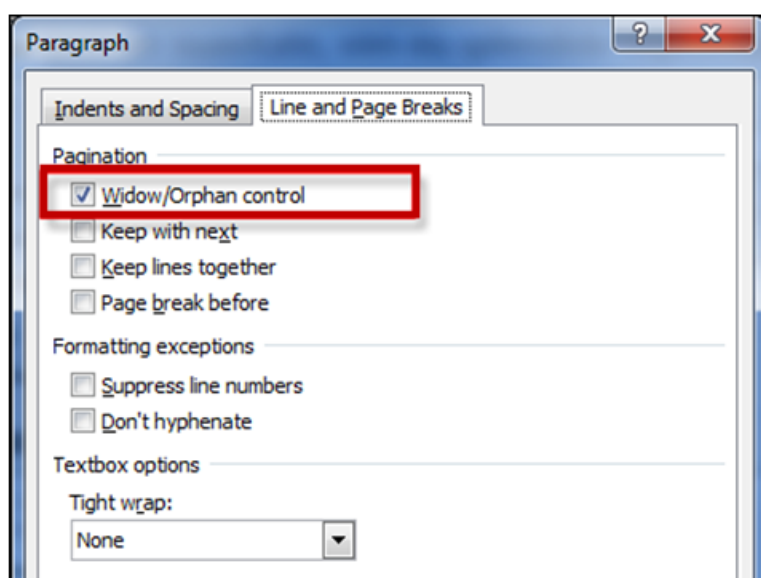 Paragraph
Indents and Spacing Line and Page Breaks
Pagination
Widow/Orphan control
Keep with next
Keep lines together
Page break before
Formatting exceptions
Suppress line numbers
Don't hyphenate
Textbox options
Tight wrap:
None